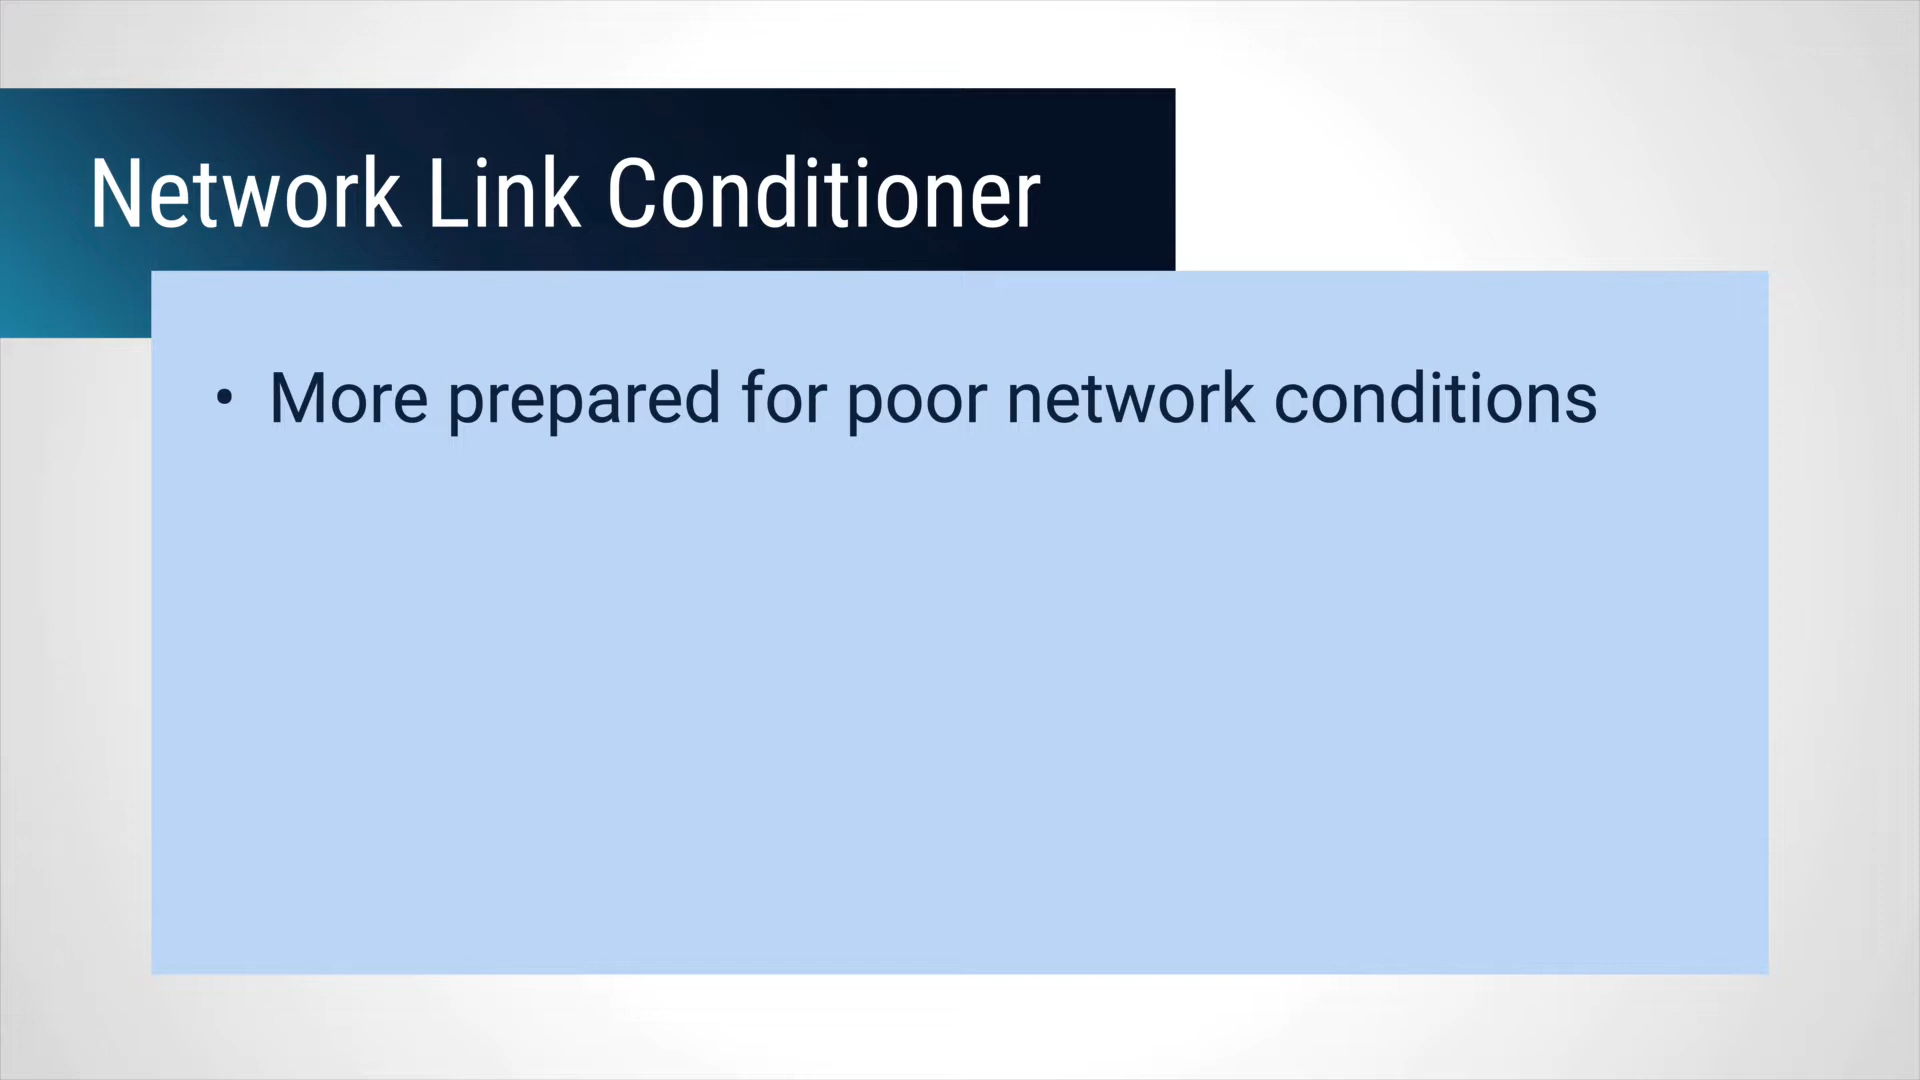 Network Link Conditioner
• More prepared for poor network conditions